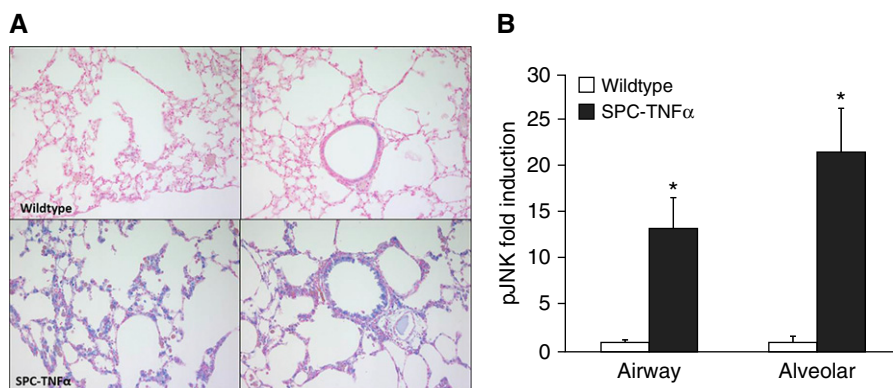 A
Wildtype
SPC-TNFα
B
pJNK fold induction
30
25
20
15
10
5
0
Wildtype
SPC-TNFα
*
*
Airway
Alveolar